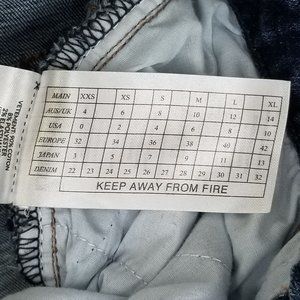 MAIN XXS XS S M L XL
AUS/UK 4 6 8 10 12 14
USA 0 2 4 6 8 10
EUROPE 32 34 36 38 40 42
JAPAN 3 5 7 9 11 13
DENIM 22 23 24 25 26 27 28 29 30 31 32
KEEP AWAY FROM FIRE